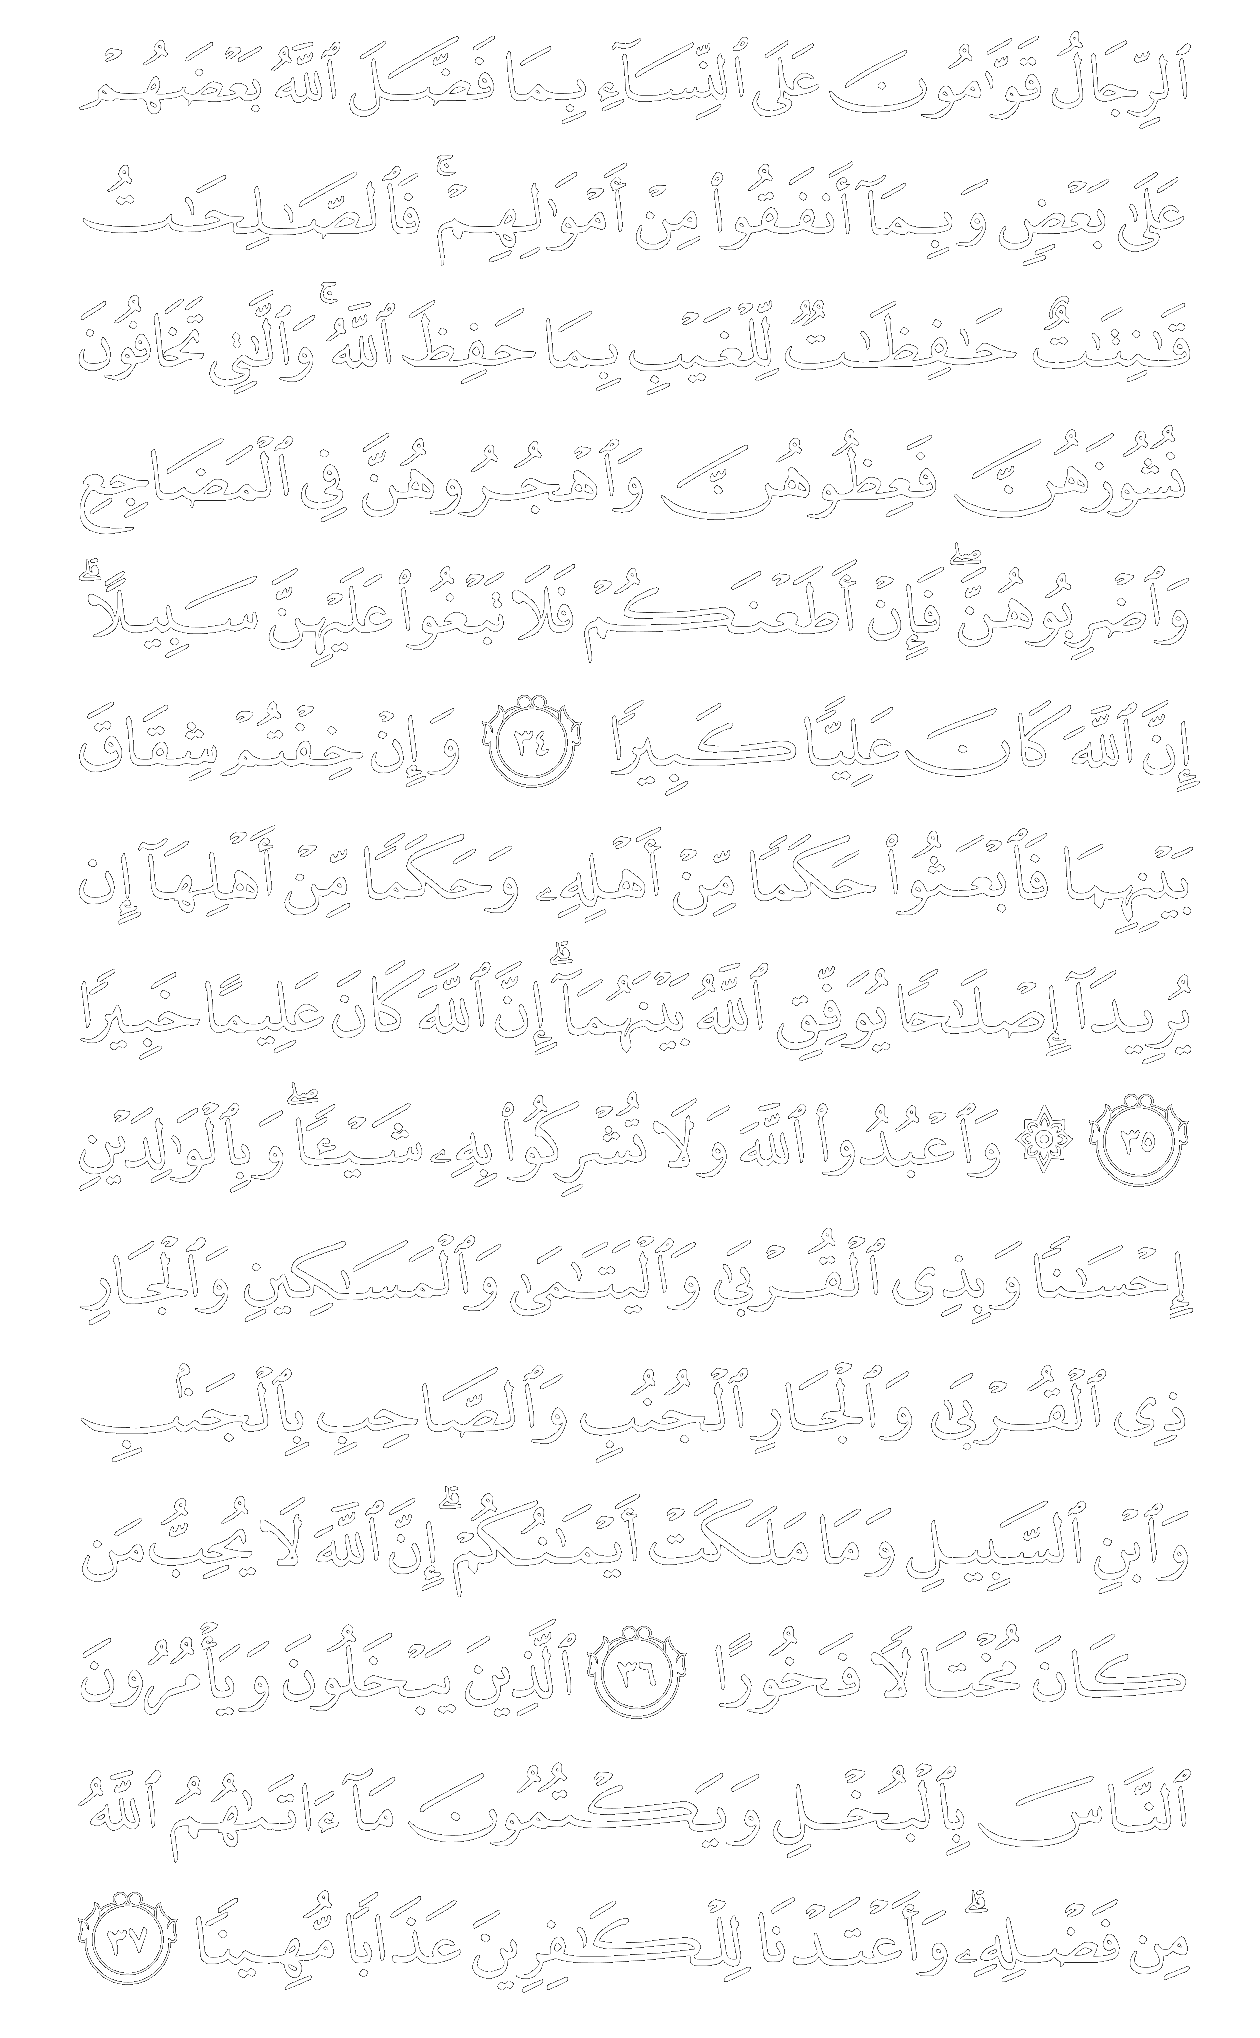 ٱلرِّجَالُ قَوَّٰمُونَ عَلَى ٱلنِّسَآءِ بِمَا فَضَّلَ ٱللَّهُ بَعْضَهُمْ
عَلَىٰ بَعْضٍ وَبِمَآ أَنفَقُوا۟ مِنْ أَمْوَٰلِهِمْ ۚ فَٱلصَّـٰلِحَـٰتُ
قَـٰنِتَـٰتٌ حَـٰفِظَـٰتٌ لِّلْغَيْبِ بِمَا حَفِظَ ٱللَّهُ ۚ وَٱلَّـٰتِى تَخَافُونَ
نُشُوزَهُنَّ فَعِظُوهُنَّ وَٱهْجُرُوهُنَّ فِى ٱلْمَضَاجِعِ
وَٱضْرِبُوهُنَّ ۖ فَإِنْ أَطَعْنَكُمْ فَلَا تَبْغُوا۟ عَلَيْهِنَّ سَبِيلًا ۗ
إِنَّ ٱللَّهَ كَانَ عَلِيًّا كَبِيرًا ٣٤ وَإِنْ خِفْتُمْ شِقَاقَ
بَيْنِهِمَا فَٱبْعَثُوا۟ حَكَمًا مِّنْ أَهْلِهِۦ وَحَكَمًا مِّنْ أَهْلِهَآ إِن
يُرِيدَآ إِصْلَـٰحًا يُوَفِّقِ ٱللَّهُ بَيْنَهُمَآ ۗ إِنَّ ٱللَّهَ كَانَ عَلِيمًا خَبِيرًا
٣٥ ۞ وَٱعْبُدُوا۟ ٱللَّهَ وَلَا تُشْرِكُوا۟ بِهِۦ شَيْـًٔا ۖ وَبِٱلْوَٰلِدَيْنِ
إِحْسَـٰنًا وَبِذِى ٱلْقُرْبَىٰ وَٱلْيَتَـٰمَىٰ وَٱلْمَسَـٰكِينِ وَٱلْجَارِ
ذِى ٱلْقُرْبَىٰ وَٱلْجَارِ ٱلْجُنُبِ وَٱلصَّاحِبِ بِٱلْجَنۢبِ
وَٱبْنِ ٱلسَّبِيلِ وَمَا مَلَكَتْ أَيْمَـٰنُكُمْ ۗ إِنَّ ٱللَّهَ لَا يُحِبُّ مَن
كَانَ مُخْتَالًا فَخُورًا ٣٦ ٱلَّذِينَ يَبْخَلُونَ وَيَأْمُرُونَ
ٱلنَّاسَ بِٱلْبُخْلِ وَيَكْتُمُونَ مَآ ءَاتَىٰهُمُ ٱللَّهُ
مِن فَضْلِهِۦ ۗ وَأَعْتَدْنَا لِلْكَـٰفِرِينَ عَذَابًا مُّهِينًا ٣٧